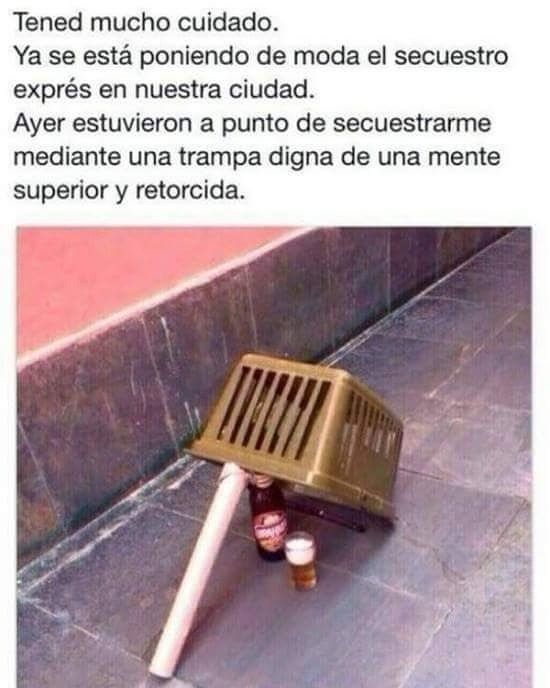 Tened mucho cuidado.
Ya se está poniendo de moda el secuestro
exprés en nuestra ciudad.
Ayer estuvieron a punto de secuestrarme
mediante una trampa digna de una mente
superior y retorcida.